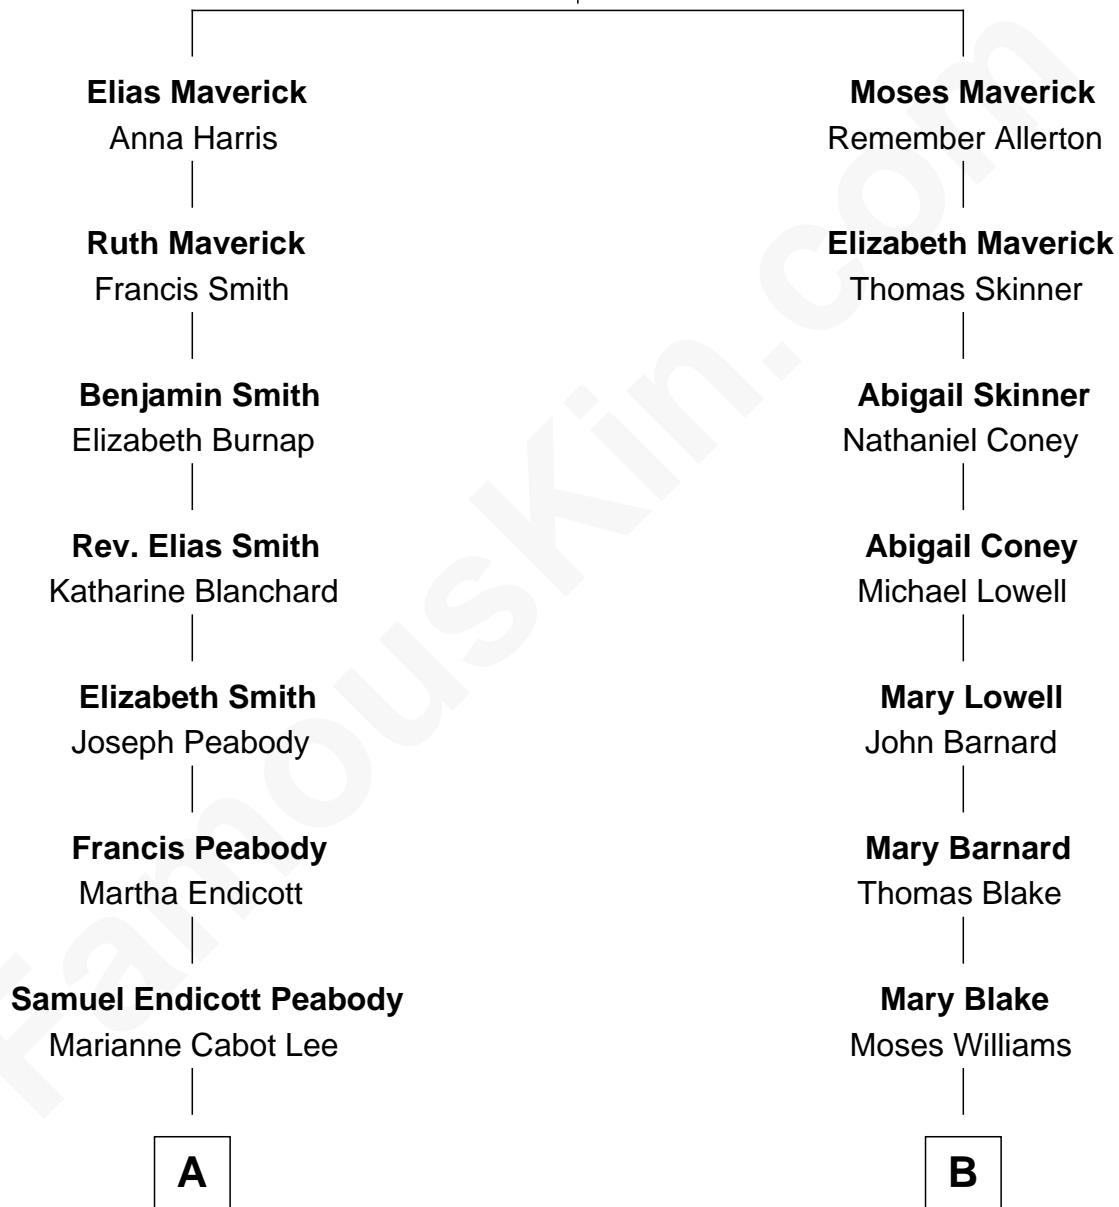 Elias Maverick
Anna Harris
Ruth Maverick
Francis Smith
Benjamin Smith
Elizabeth Burnap
Rev. Elias Smith
Katharine Blanchard
Elizabeth Smith
Joseph Peabody
Francis Peabody
Martha Endicott
Samuel Endicott Peabody
Marianne Cabot Lee
A
Moses Maverick
Remember Allerton
Elizabeth Maverick
Thomas Skinner
Abigail Skinner
Nathaniel Coney
Abigail Coney
Michael Lowell
Mary Lowell
John Barnard
Mary Barnard
Thomas Blake
Mary Blake
Moses Williams
B
FamousKin.com